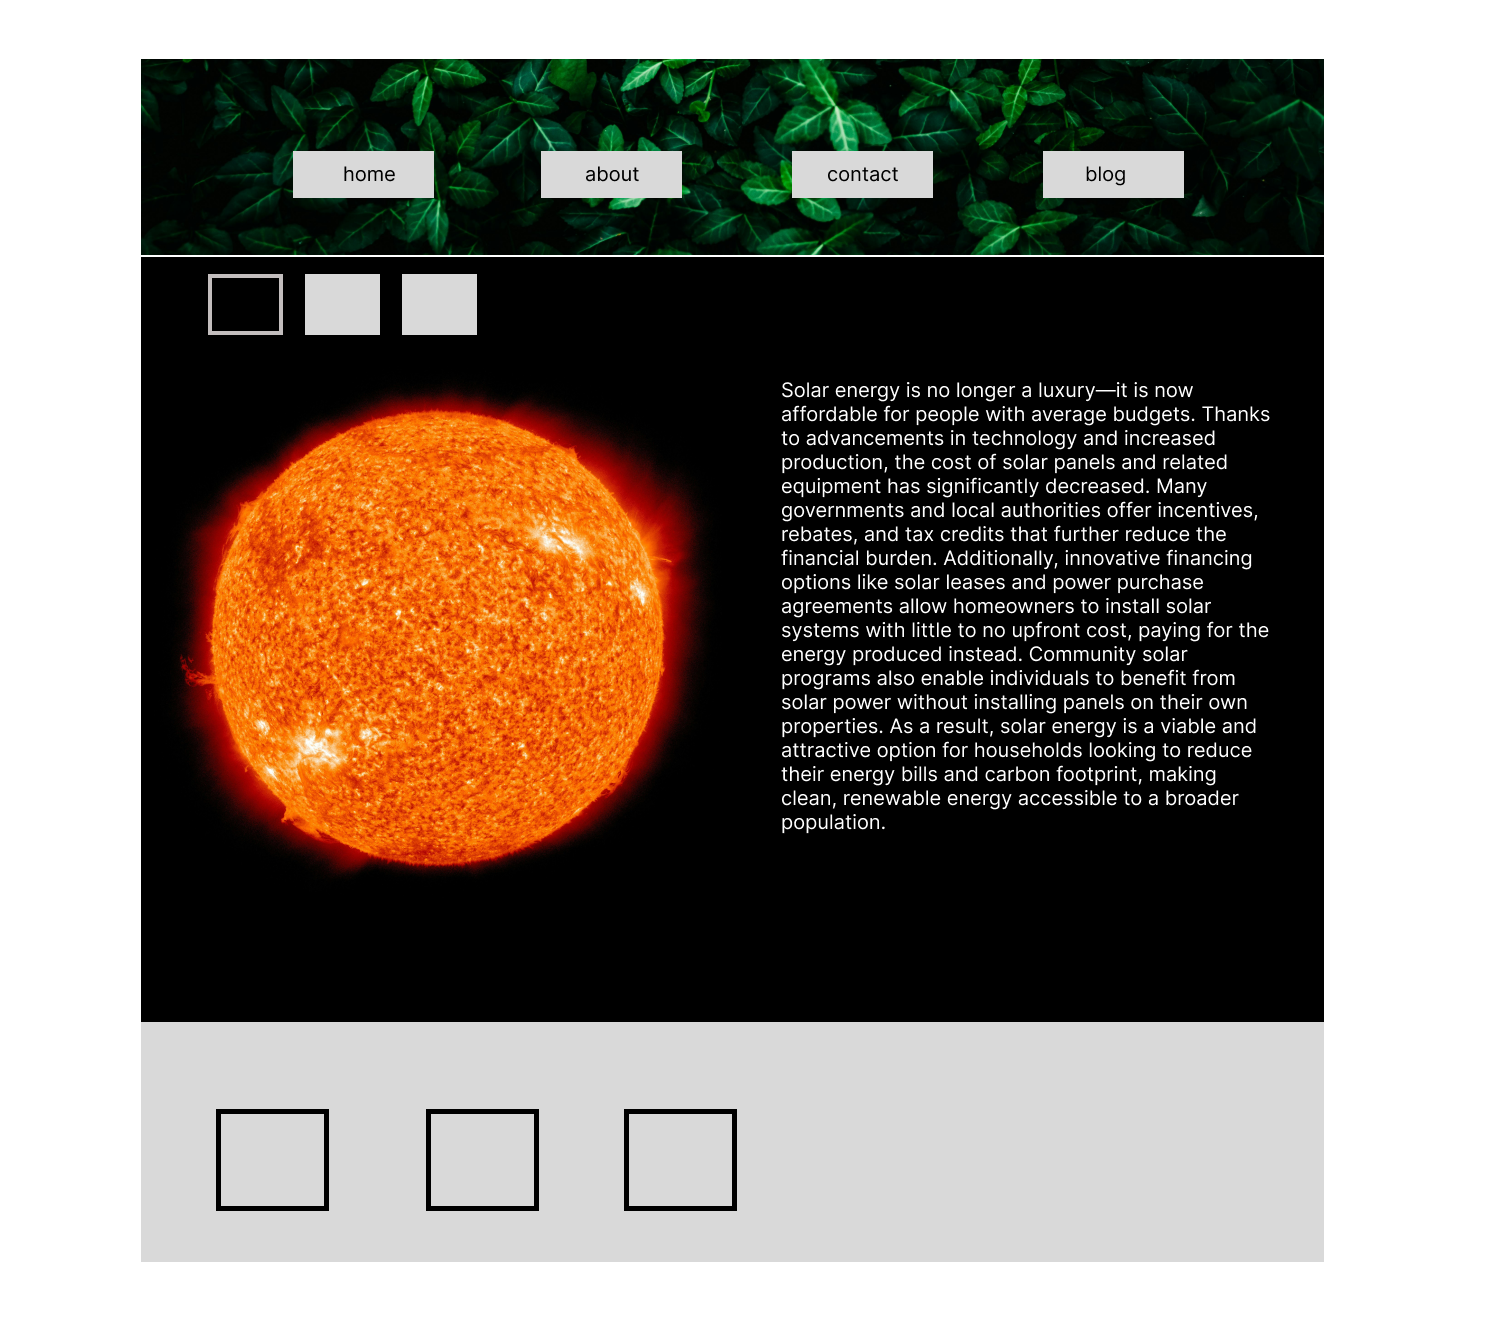 home
about
contact
blog
Solar energy is no longer a luxury—it is now
affordable for people with average budgets. Thanks
to advancements in technology and increased
production, the cost of solar panels and related
equipment has significantly decreased. Many
governments and local authorities offer incentives,
rebates, and tax credits that further reduce the
financial burden. Additionally, innovative financing
options like solar leases and power purchase
agreements allow homeowners to install solar
systems with little to no upfront cost, paying for the
energy produced instead. Community solar
programs also enable individuals to benefit from
solar power without installing panels on their own
properties. As a result, solar energy is a viable and
attractive option for households looking to reduce
their energy bills and carbon footprint, making
clean, renewable energy accessible to a broader
population.